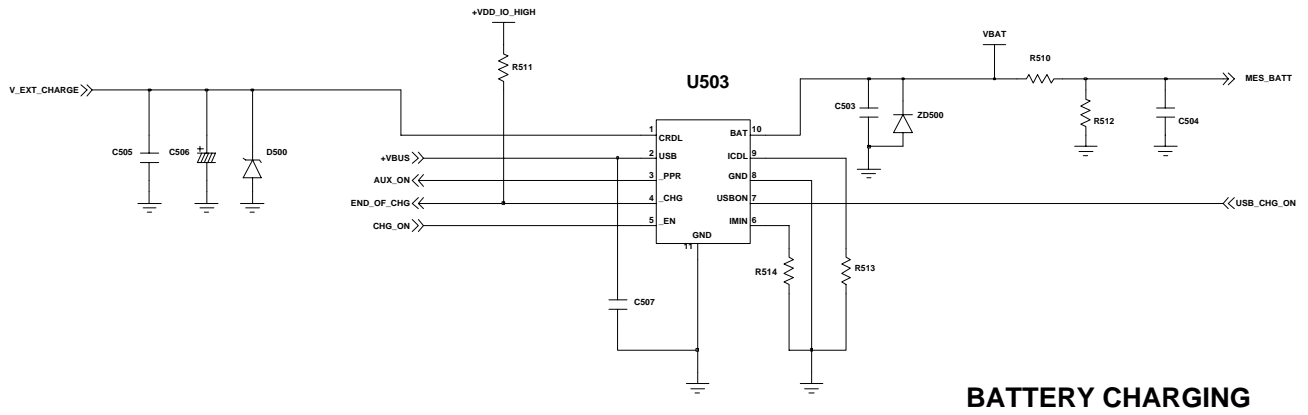 +VDD_IO_HIGH
VBAT
R511
R510
U503
V_EXT_CHARGE
MES_BATT
C503
ZD500
R512
C504
C505
C506
+
D500
1 CRDL
BAT 10
+VBUS
2 USB
ICDL 9
AUX_ON
3 _PPR
GND 8
END_OF_CHG
4 _CHG
USBON 7
USB_CHG_ON
CHG_ON
5 _EN
IMIN 6
GND
11
R514
R513
C507
BATTERY CHARGING